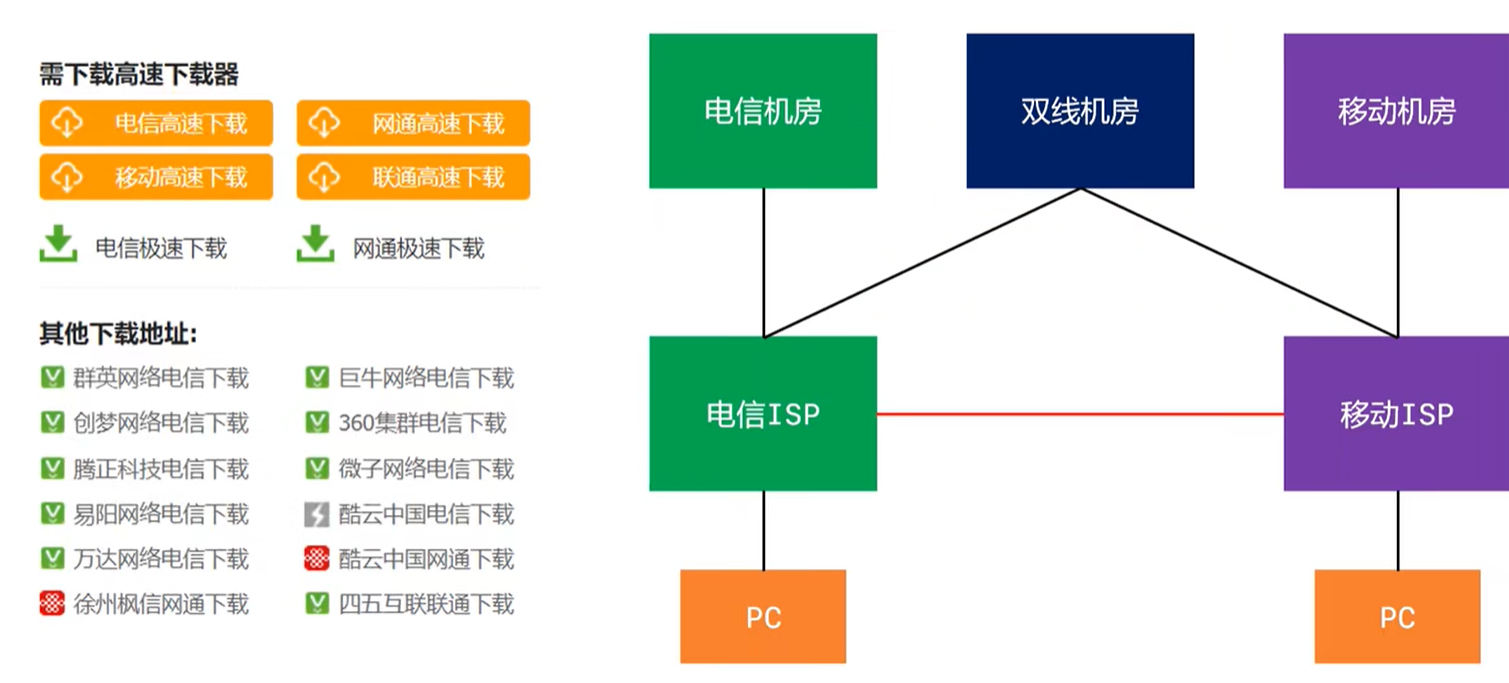 需下载高速下载器
电信高速下载
网通高速下载
移动高速下载
联通高速下载
电信极速下载
网通极速下载
其他下载地址:
群英网络电信下载
巨牛网络电信下载
创梦网络电信下载
360集群电信下载
腾正科技电信下载
微子网络电信下载
易阳网络电信下载
酷云中国电信下载
万达网络电信下载
酷云中国网通下载
徐州枫信网通下载
四五互联联通下载
电信机房
双线机房
移动机房
电信ISP
移动ISP
PC
PC